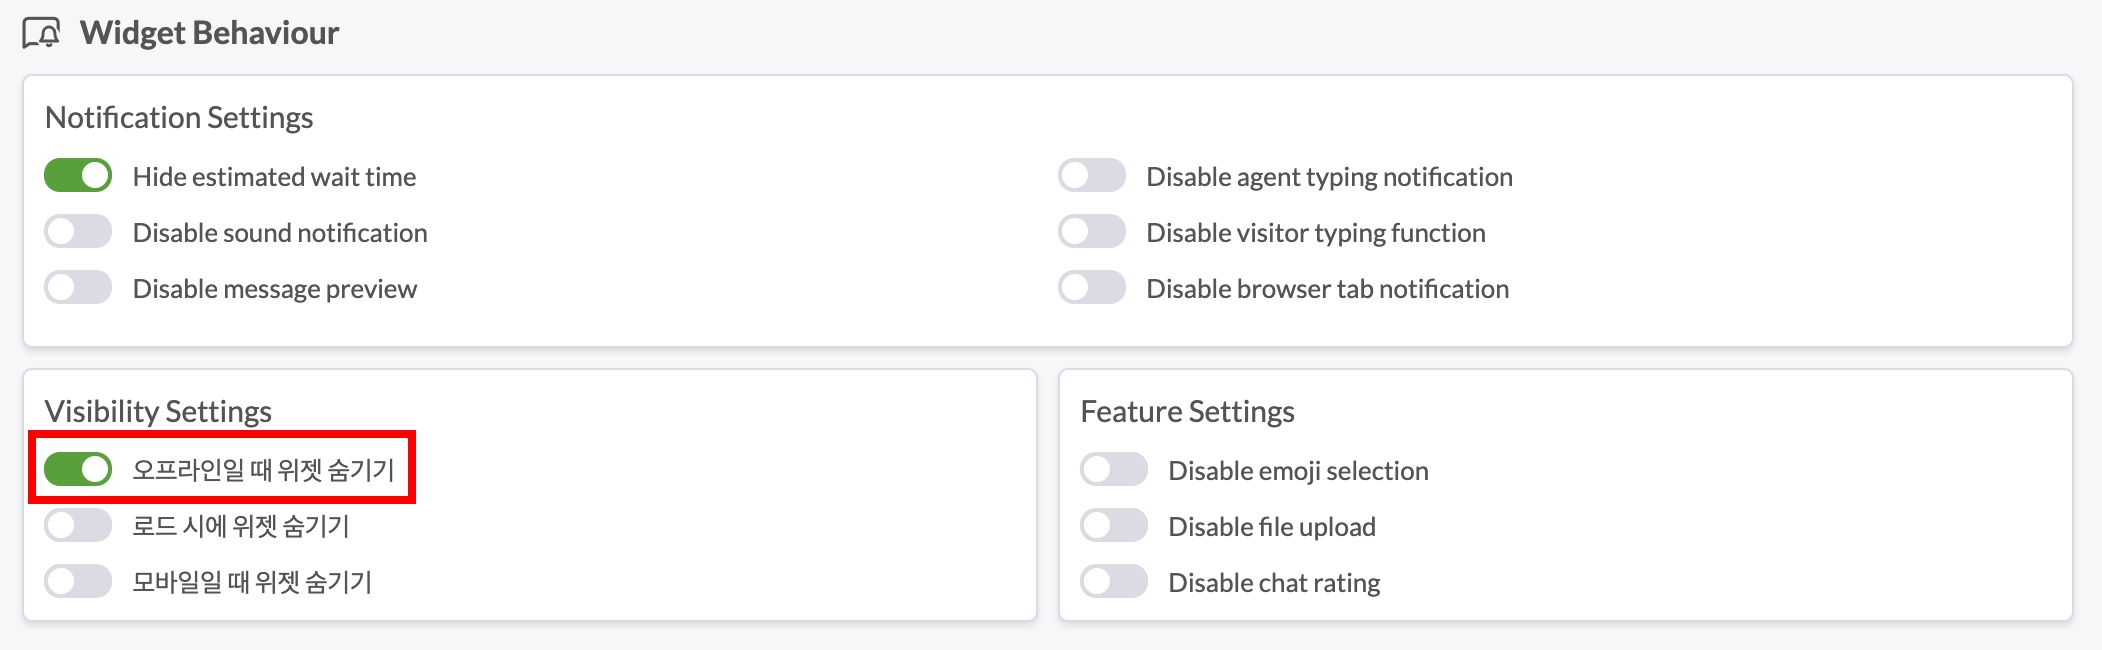 Widget Behaviour
Notification Settings
Hide estimated wait time
Disable sound notification
Disable message preview
Disable agent typing notification
Disable visitor typing function
Disable browser tab notification
Visibility Settings
오프라인일 때 위젯 숨기기
로드 시에 위젯 숨기기
모바일일 때 위젯 숨기기
Feature Settings
Disable emoji selection
Disable file upload
Disable chat rating